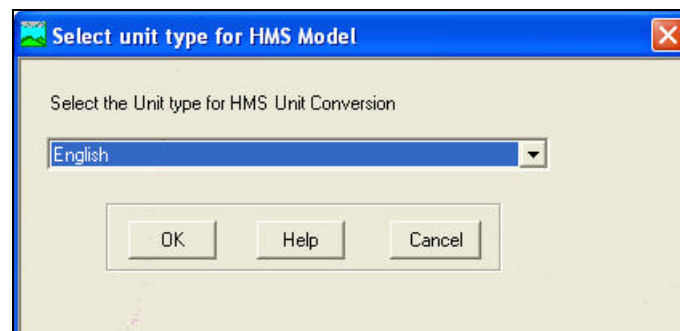 Select unit type for HMS Model
Select the Unit type for HMS Unit Conversion
English
OK Help Cancel